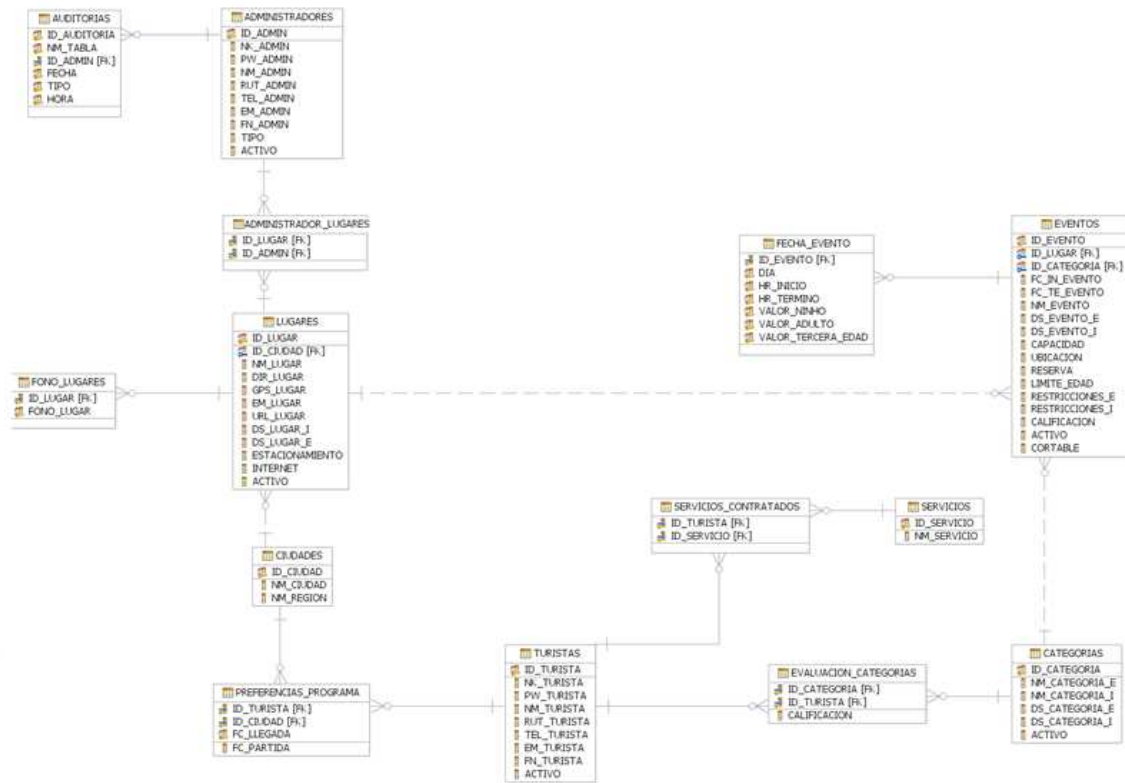 AUDITORIAS
ID_AUDITORIA
NM_TABLA
ID_ADMIN [FK]
FECHA
TIPO
HORA
ADMINISTRADORES
ID_ADMIN
NK_ADMIN
PW_ADMIN
NM_ADMIN
RUT_ADMIN
TEL_ADMIN
EM_ADMIN
FN_ADMIN
TIPO
ACTIVO
ADMINISTRADOR_LUGARES
ID_LUGAR [FK]
ID_ADMIN [FK]
FECHA_EVENTO
ID_EVENTO [FK]
DIA
HR_INICIO
HR_TERMINO
VALOR_NINHO
VALOR_ADULTO
VALOR_TERCERA_EDAD
EVENTOS
ID_EVENTO
ID_LUGAR [FK]
ID_CATEGORIA [FK]
FC_IN_EVENTO
FC_TE_EVENTO
NM_EVENTO
DS_EVENTO_E
DS_EVENTO_I
CAPACIDAD
UBICACION
RESERVA
LIMITE_EDAD
RESTRICCIONES_E
RESTRICCIONES_I
CALIFICACION
ACTIVO
CORTABLE
LUGARES
ID_LUGAR
ID_CIUDAD [FK]
NM_LUGAR
DIR_LUGAR
GPS_LUGAR
EM_LUGAR
URL_LUGAR
DS_LUGAR_I
DS_LUGAR_E
ESTACIONAMIENTO
INTERNET
ACTIVO
FONO_LUGARES
ID_LUGAR [FK]
FONO_LUGAR
SERVICIOS_CONTRATADOS
ID_TURISTA [FK]
ID_SERVICIO [FK]
SERVICIOS
ID_SERVICIO
NM_SERVICIO
CIUDADES
ID_CIUDAD
NM_CIUDAD
NM_REGION
PREFERENCIAS_PROGRAMA
ID_TURISTA [FK]
ID_CIUDAD [FK]
FC_LLEGADA
FC_PARTIDA
TURISTAS
ID_TURISTA
NK_TURISTA
PW_TURISTA
NM_TURISTA
RUT_TURISTA
TEL_TURISTA
EM_TURISTA
FN_TURISTA
ACTIVO
EVALUACION_CATEGORIAS
ID_CATEGORIA [FK]
ID_TURISTA [FK]
CALIFICACION
CATEGORIAS
ID_CATEGORIA
NM_CATEGORIA_E
NM_CATEGORIA_I
DS_CATEGORIA_E
DS_CATEGORIA_I
ACTIVO